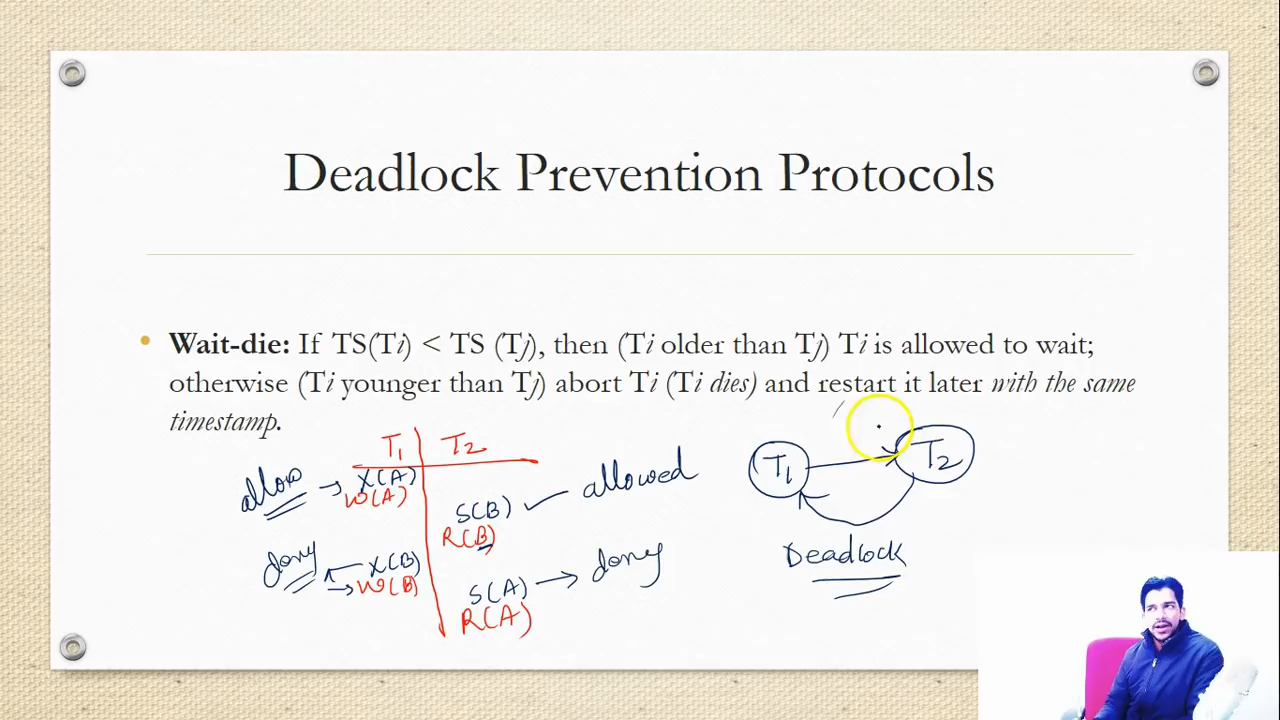 Deadlock Prevention Protocols
• Wait-die: If TS(Ti) < TS (Tj), then (Ti older than Tj) Ti is allowed to wait;
otherwise (Ti younger than Tj) abort Ti (Ti dies) and restart it later with the same
timestamp.
T1 T2
allow → X(A)
W(A)
S(B) ✓ allowed
R(B)
deny X(B)
→ W(B)
S(A) → deny
R(A)
T1 T2
Deadlock